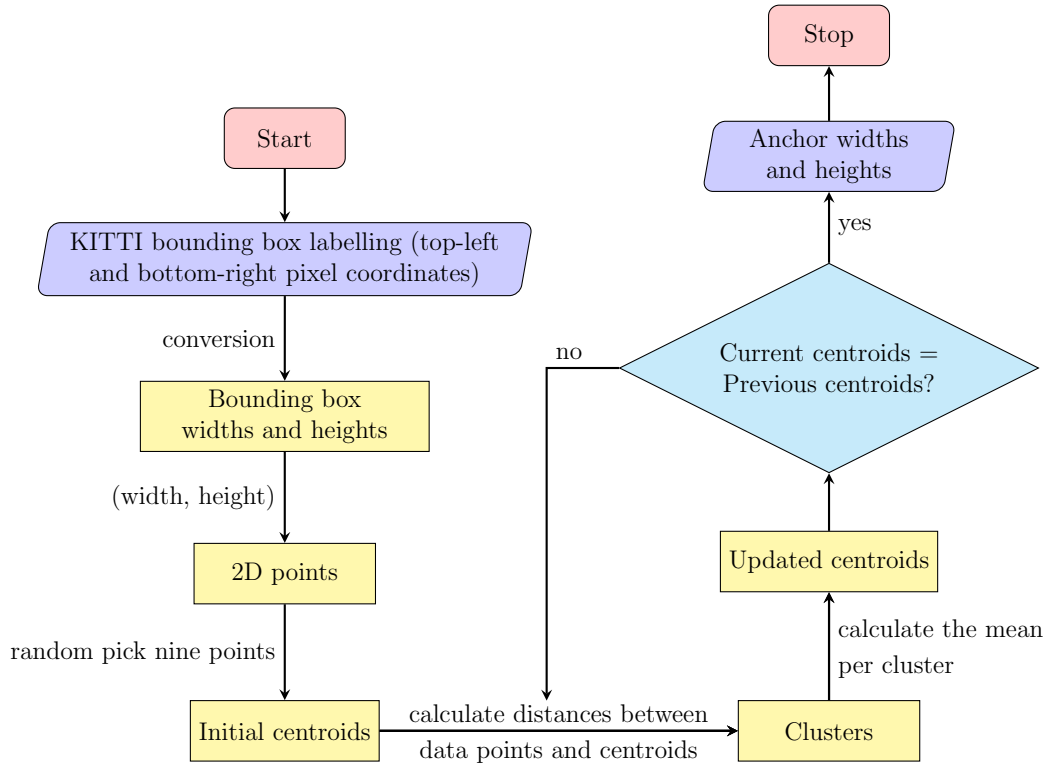 Start
KITTI bounding box labelling (top-left
and bottom-right pixel coordinates)
conversion
Bounding box
widths and heights
(width, height)
2D points
random pick nine points
Initial centroids
calculate distances between
data points and centroids
Clusters
calculate the mean
per cluster
Updated centroids
Current centroids =
Previous centroids?
no
yes
Anchor widths
and heights
Stop